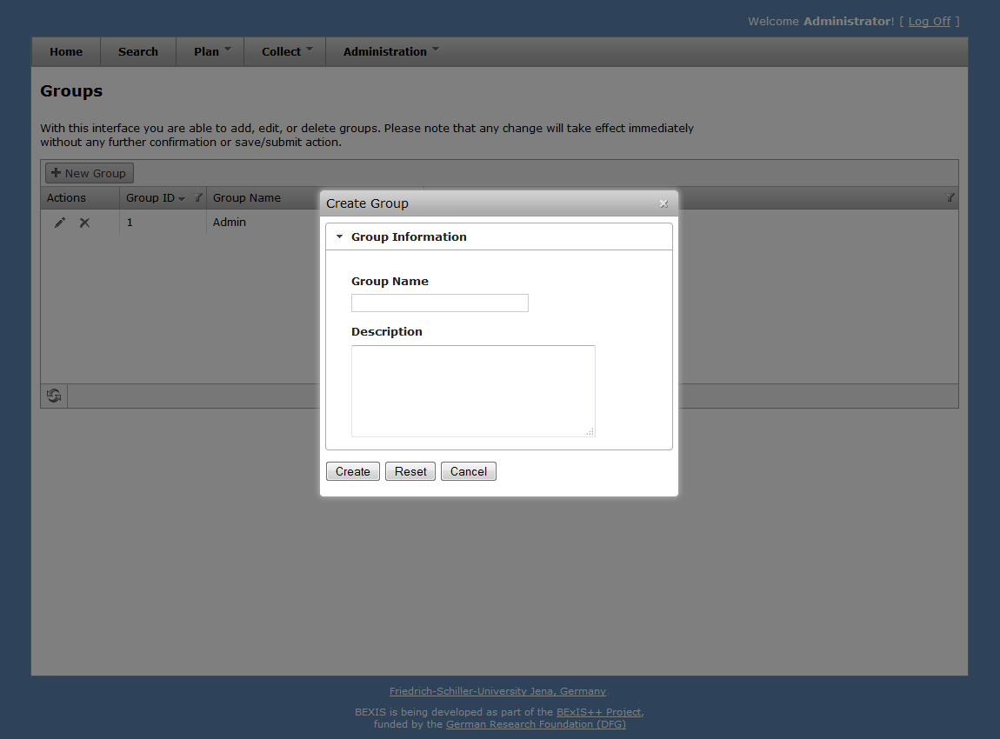 Welcome Administrator! [ Log Off ]
Home Search Plan Collect Administration
Groups
With this interface you are able to add, edit, or delete groups. Please note that any change will take effect immediately
without any further confirmation or save/submit action.
New Group
Actions Group ID Group Name
1 Admin
Create Group
Group Information
Group Name
Description
Create Reset Cancel
Friedrich-Schiller-University Jena, Germany
BEXIS is being developed as part of the BExIS++ Project,
funded by the German Research Foundation (DFG)